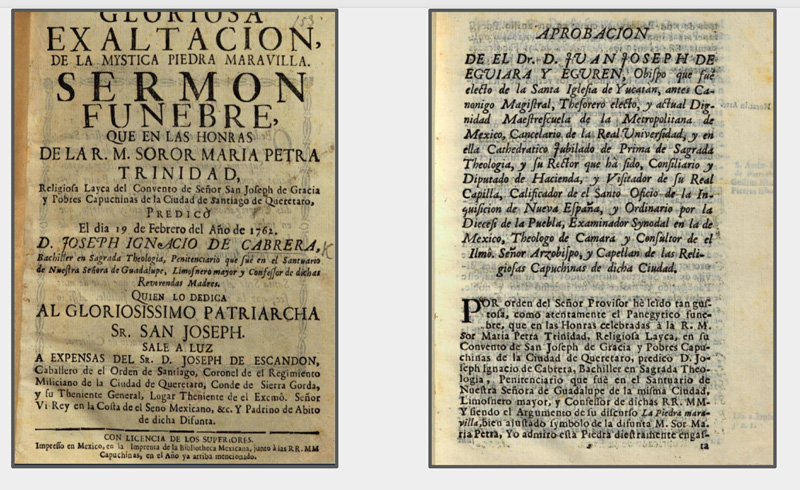 GLORIOSA
153.
EXALTACION,
DE LA MYSTICA PIEDRA MARAVILLA.
SERMON
FUNEBRE,
QUE EN LAS HONRAS
DE LA R. M. SOROR MARIA PETRA
TRINIDAD,
Religiosa Layca del Convento de Señor San Joseph de Gracia
y Pobres Capuchinas de la Ciudad de Santiago de Queretaro,
PREDICÒ
El dia 19 de Febrero del Año de 1762.
D. JOSEPH IGNACIO DE CABRERA,
Bachiller en Sagrada Theologia, Penitenciario que fuè en el Santuario
de Nuestra Señora de Guadalupe, Limosnero mayor y Confessor de dichas
Reverendas Madres.
QUIEN LO DEDICA
AL GLORIOSISSIMO PATRIARCHA
SR. SAN JOSEPH.
SALE A LUZ
A EXPENSAS DEL SR. D. JOSEPH DE ESCANDON,
Caballero de el Orden de Santiago, Coronel de el Regimiento
Miliciano de la Ciudad de Queretaro, Conde de Sierra Gorda,
y su Theniente General, Lugar Theniente de el Excmô. Señor
Vi-Rey en la Costa de el Seno Mexicano, &c. Y Padrino de Abito
de dicha Difunta.
CON LICENCIA DE LOS SUPERIORES.
Impresso en Mexico, en la Imprenta de la Bibliotheca Mexicana, junto à las RR. MM
Capuchinas, en el Año ya arriba mencionado.
APROBACION
DE EL Dr. D. JUAN JOSEPH DE
EGUIARA Y EGUREN, Obispo que fué
electo de la Santa Iglesia de Yucatan, antes Ca-
nonigo Magistral, Thesorero electo, y actual Dig-
nidad Maestrescuela de la Metropolitana de
Mexico, Cancelario de la Real Universidad, y en
ella Cathedratico Jubilado de Prima de Sagrada
Theologia, y su Rector que hà sido, Consiliario y
Diputado de Hacienda, y Visitador de su Real
Capilla, Calificador de el Santo Oficio de la In-
quisicion de Nueva España, y Ordinario por la
Diocesi de la Puebla, Examinador Synodal en la de
Mexico, Theologo de Camara y Consultor de el
Ilmò. Señor Arzobispo, y Capellan de las Reli-
giosas Capuchinas de dicha Ciudad.
POR orden del Señor Provisor he leìdo tan gus-
tosa, como atentamente el Panegyrico fune-
bre, que en las Honras celebradas à la R. M.
Sor Maria Petra Trinidad, Religiosa Layca, en su
Convento de San Joseph de Gracia y Pobres Capu-
chinas de la Ciudad de Queretaro, predicò D. Jo-
seph Ignacio de Cabrera, Bachiller en Sagrada Theo-
logia, Penitenciario que fuè en el Santuario de
Nuestra Señora de Guadalupe de la misma Ciudad,
Limosnero mayor, y Confessor de dichas RR. MM.
Y siendo el Argumento de su discurso La Piedra mara-
villa, bien ajustado symbolo de la difunta M. Sor Ma-
ria Petra, Yo admiro esta Piedra diestramente engas-
ta